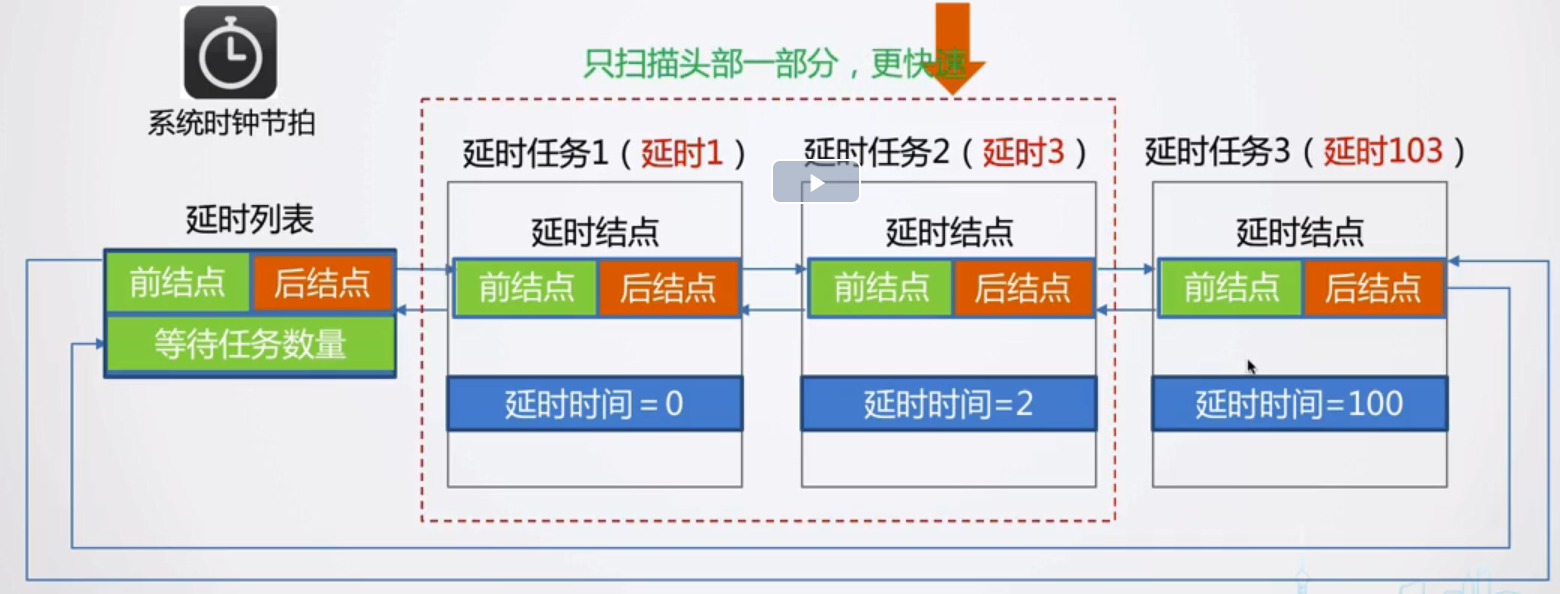 只扫描头部一部分，更快速
系统时钟节拍
延时任务1（延时1）
延时任务2（延时3）
延时任务3（延时103）
延时列表
延时结点
延时结点
延时结点
前结点
后结点
前结点
后结点
前结点
后结点
前结点
后结点
等待任务数量
延时时间＝0
延时时间=2
延时时间=100